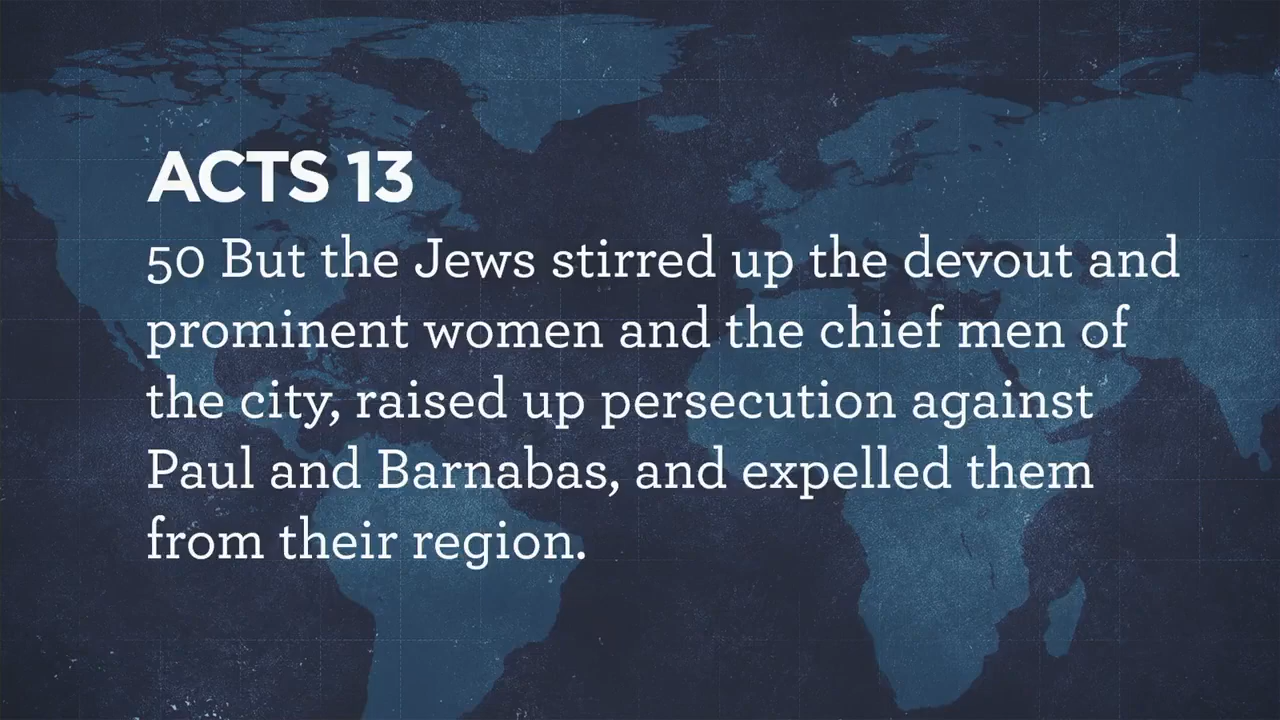 ACTS 13
50 But the Jews stirred up the devout and
prominent women and the chief men of
the city, raised up persecution against
Paul and Barnabas, and expelled them
from their region.